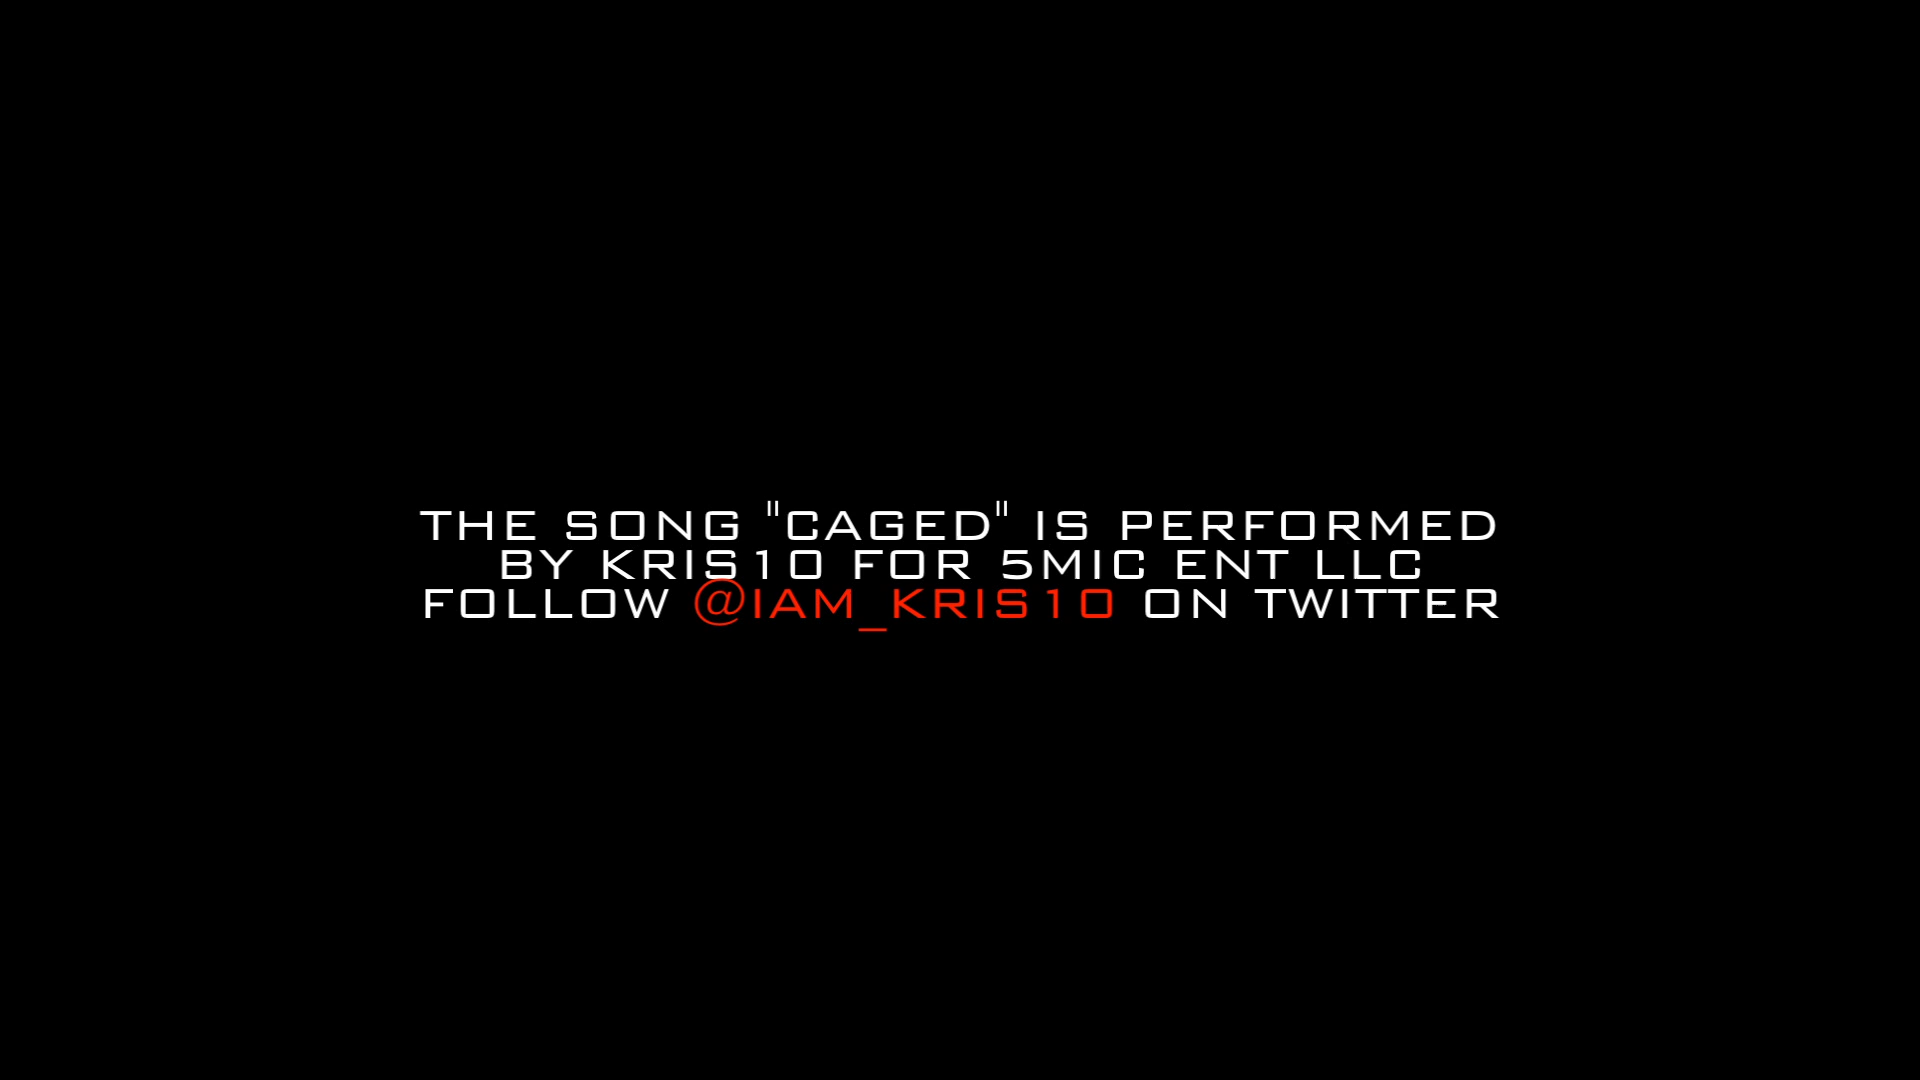 THE SONG "CAGED" IS PERFORMED
BY KRIS10 FOR 5MIC ENT LLC
FOLLOW @IAM_KRIS10 ON TWITTER